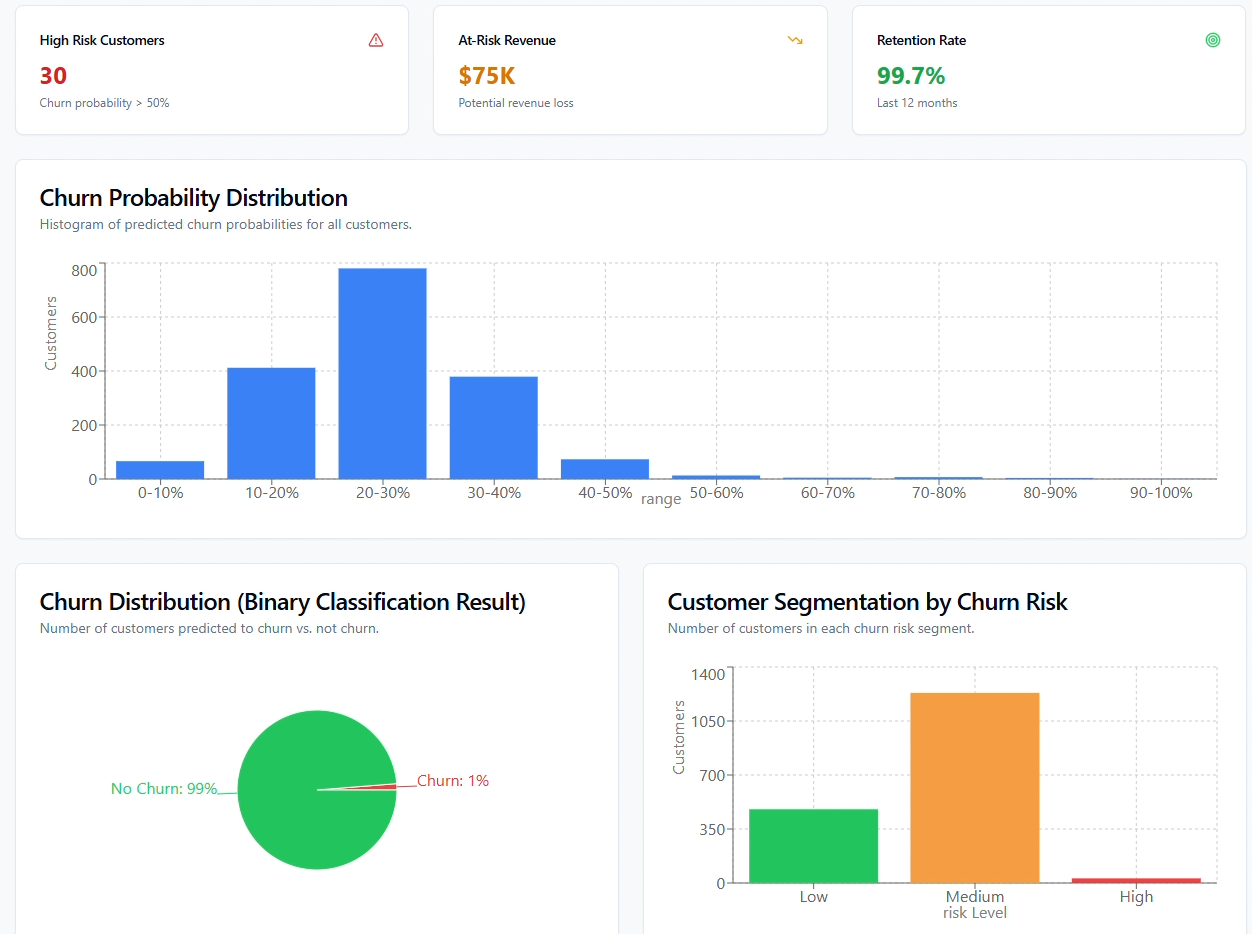 High Risk Customers
30
Churn probability > 50%
At-Risk Revenue
$75K
Potential revenue loss
Retention Rate
99.7%
Last 12 months
Churn Probability Distribution
Histogram of predicted churn probabilities for all customers.
Customers
800
600
400
200
0
0-10% 10-20% 20-30% 30-40% 40-50% 50-60% 60-70% 70-80% 80-90% 90-100%
range
Churn Distribution (Binary Classification Result)
Number of customers predicted to churn vs. not churn.
No Churn: 99%
Churn: 1%
Customer Segmentation by Churn Risk
Number of customers in each churn risk segment.
Customers
1400
1050
700
350
0
Low Medium High
risk Level